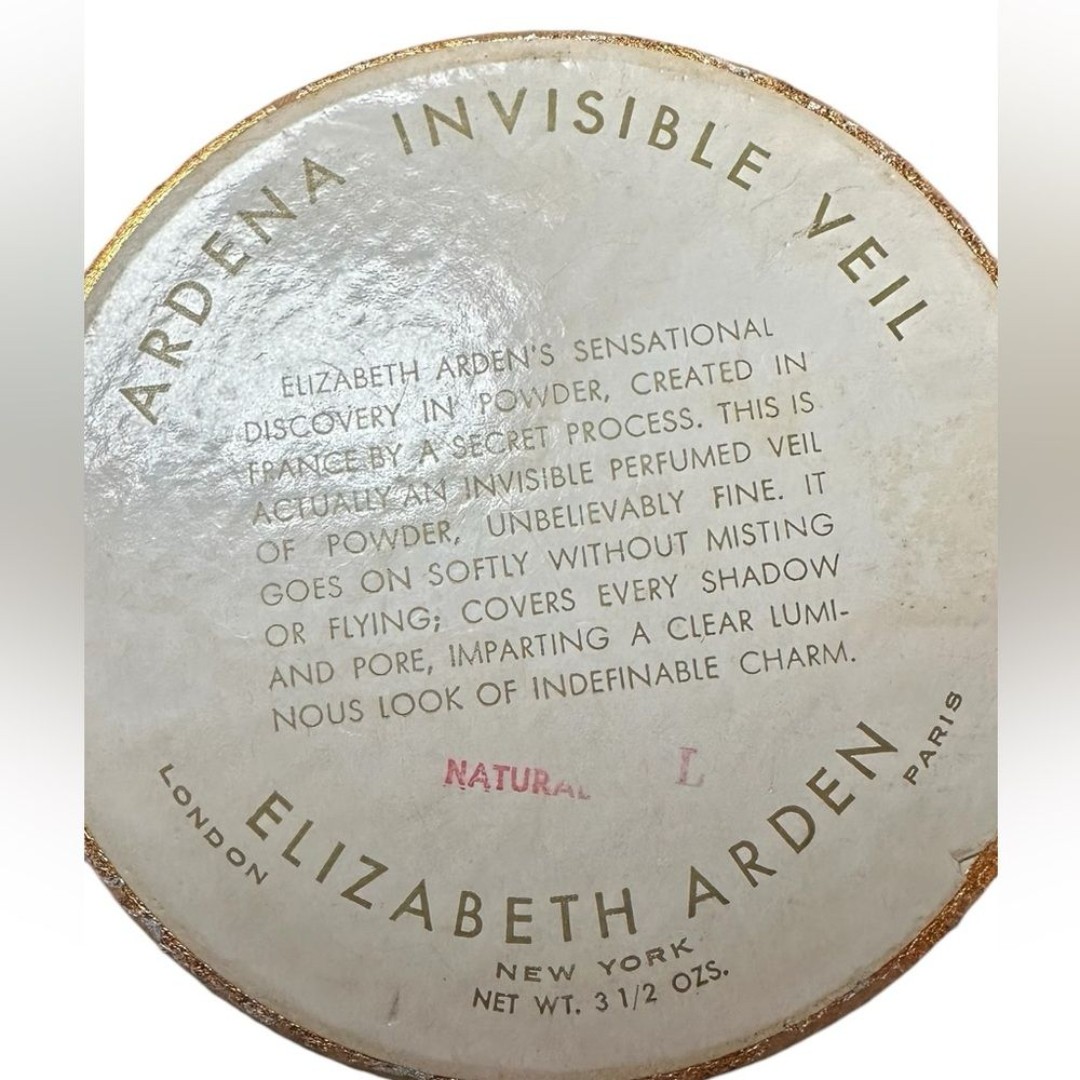 ARDENA INVISIBLE VEIL
ELIZABETH ARDEN'S SENSATIONAL
DISCOVERY IN POWDER, CREATED IN
FRANCE BY A SECRET PROCESS. THIS IS
ACTUALLY AN INVISIBLE PERFUMED VEIL
OF POWDER, UNBELIEVABLY FINE. IT
GOES ON SOFTLY WITHOUT MISTING
OR FLYING; COVERS EVERY SHADOW
AND PORE, IMPARTING A CLEAR LUMI-
NOUS LOOK OF INDEFINABLE CHARM.
NATURAL L
ELIZABETH ARDEN
LONDON
NEW YORK
PARIS
NET WT. 3 1/2 OZS.